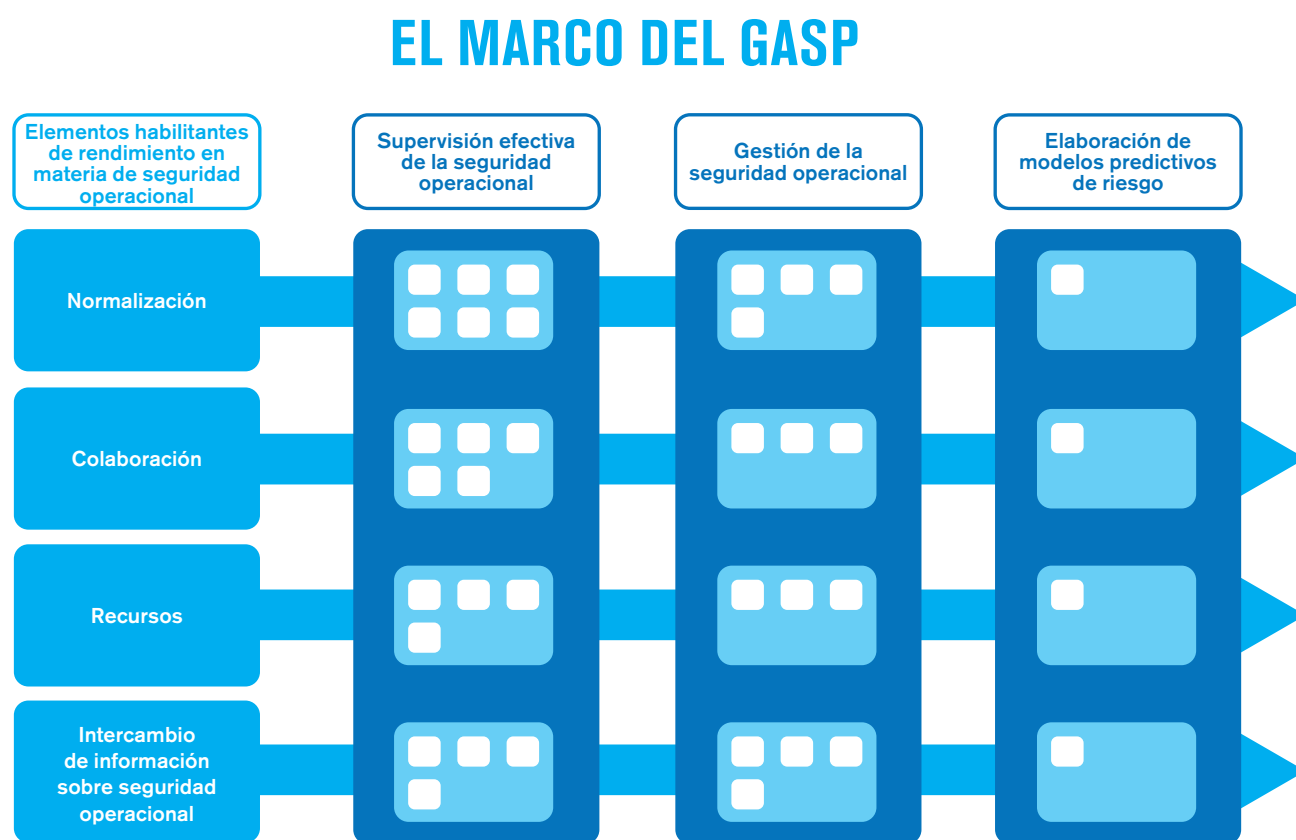 EL MARCO DEL GASP
Elementos habilitantes
de rendimiento en
materia de seguridad
operacional
Supervisión efectiva
de la seguridad
operacional
Gestión de la
seguridad operacional
Elaboración de
modelos predictivos
de riesgo
Normalización
Colaboración
Recursos
Intercambio
de información
sobre seguridad
operacional